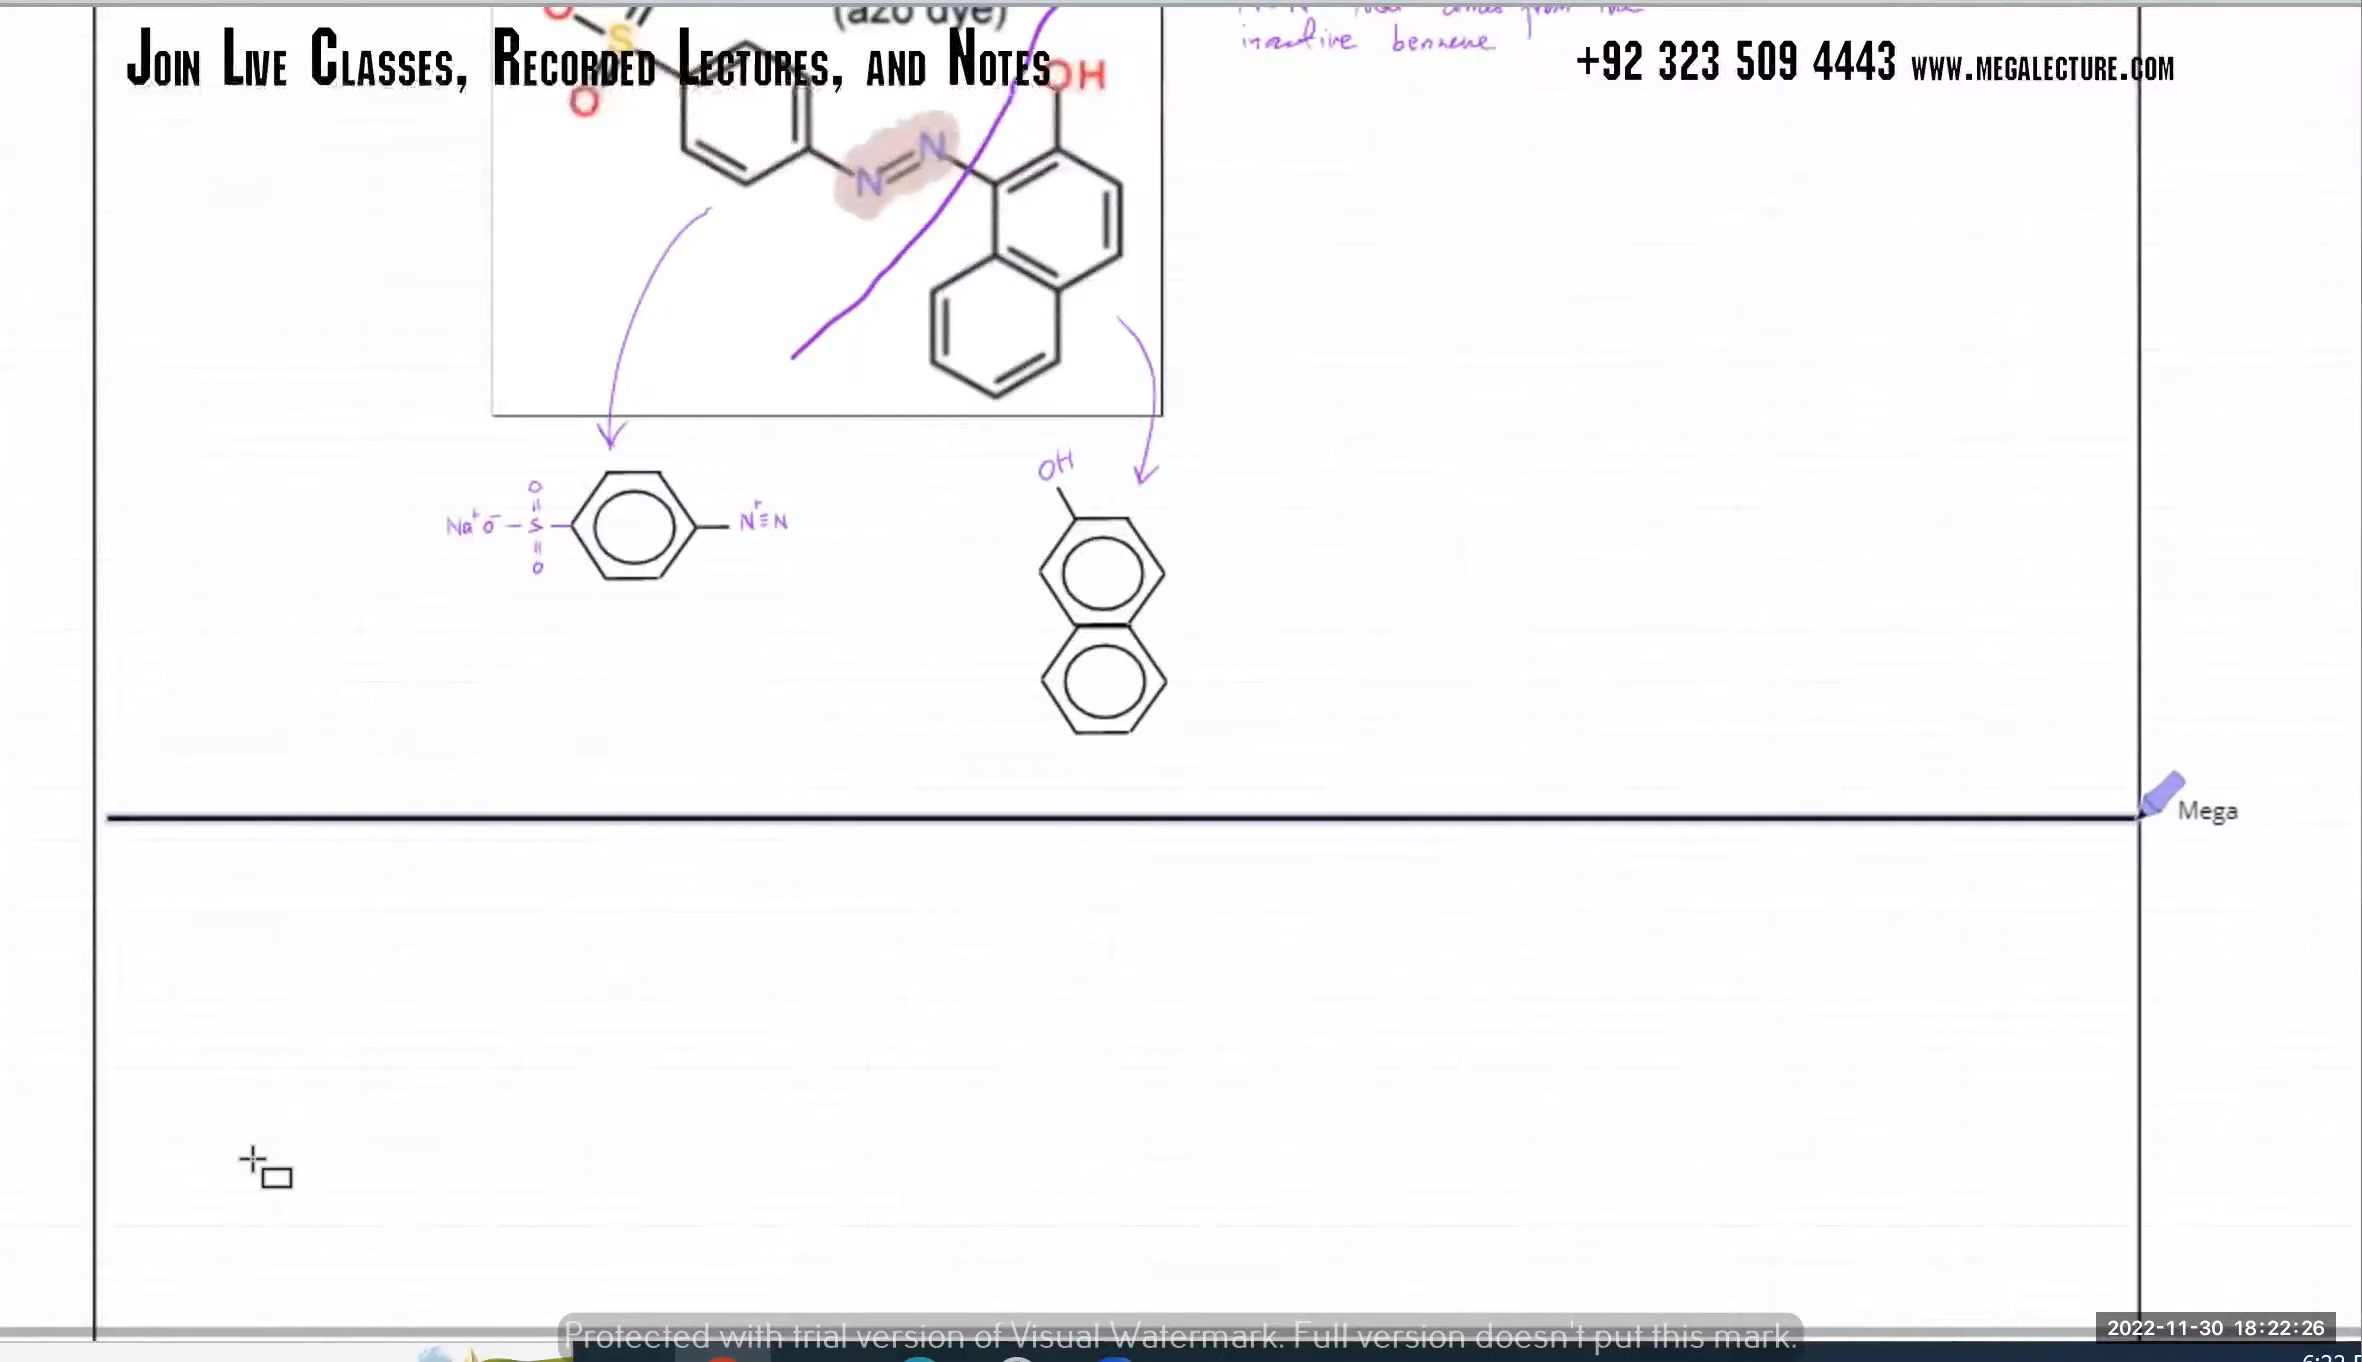 (azo dye)
inactive benzene
JOIN LIVE CLASSES, RECORDED LECTURES, AND NOTES
+92 323 509 4443 WWW.MEGALECTURE.COM
O
S
O
OH
N=N
OH
O
Na⁺ O⁻ – S – N⁺≡N
O
Mega
Protected with trial version of Visual Watermark. Full version doesn't put this mark.
2022-11-30 18:22:26